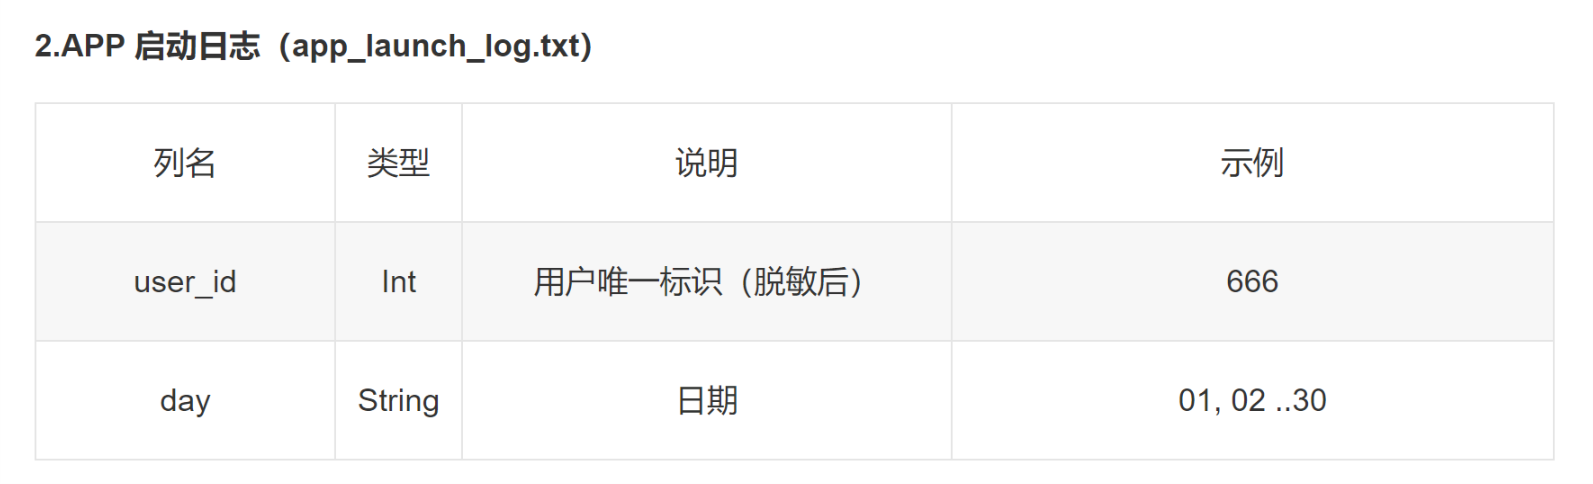 2.APP 启动日志（app_launch_log.txt）
列名 类型 说明 示例
user_id Int 用户唯一标识（脱敏后） 666
day String 日期 01, 02 ..30